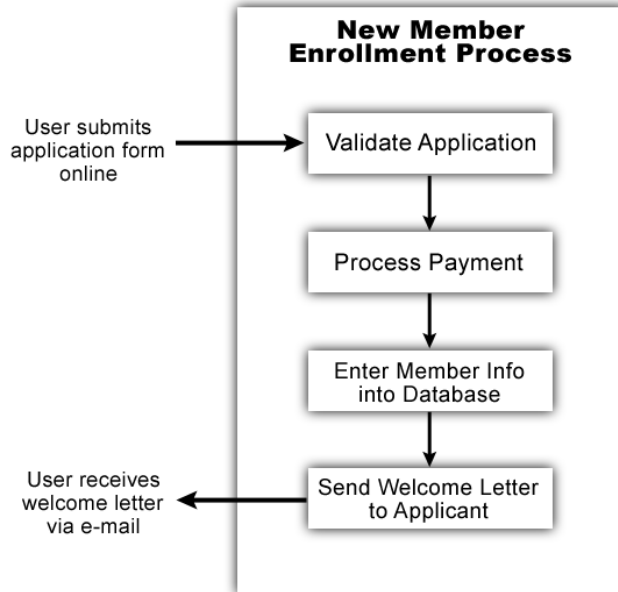 New Member
Enrollment Process
User submits
application form
online
Validate Application
Process Payment
Enter Member Info
into Database
Send Welcome Letter
to Applicant
User receives
welcome letter
via e-mail